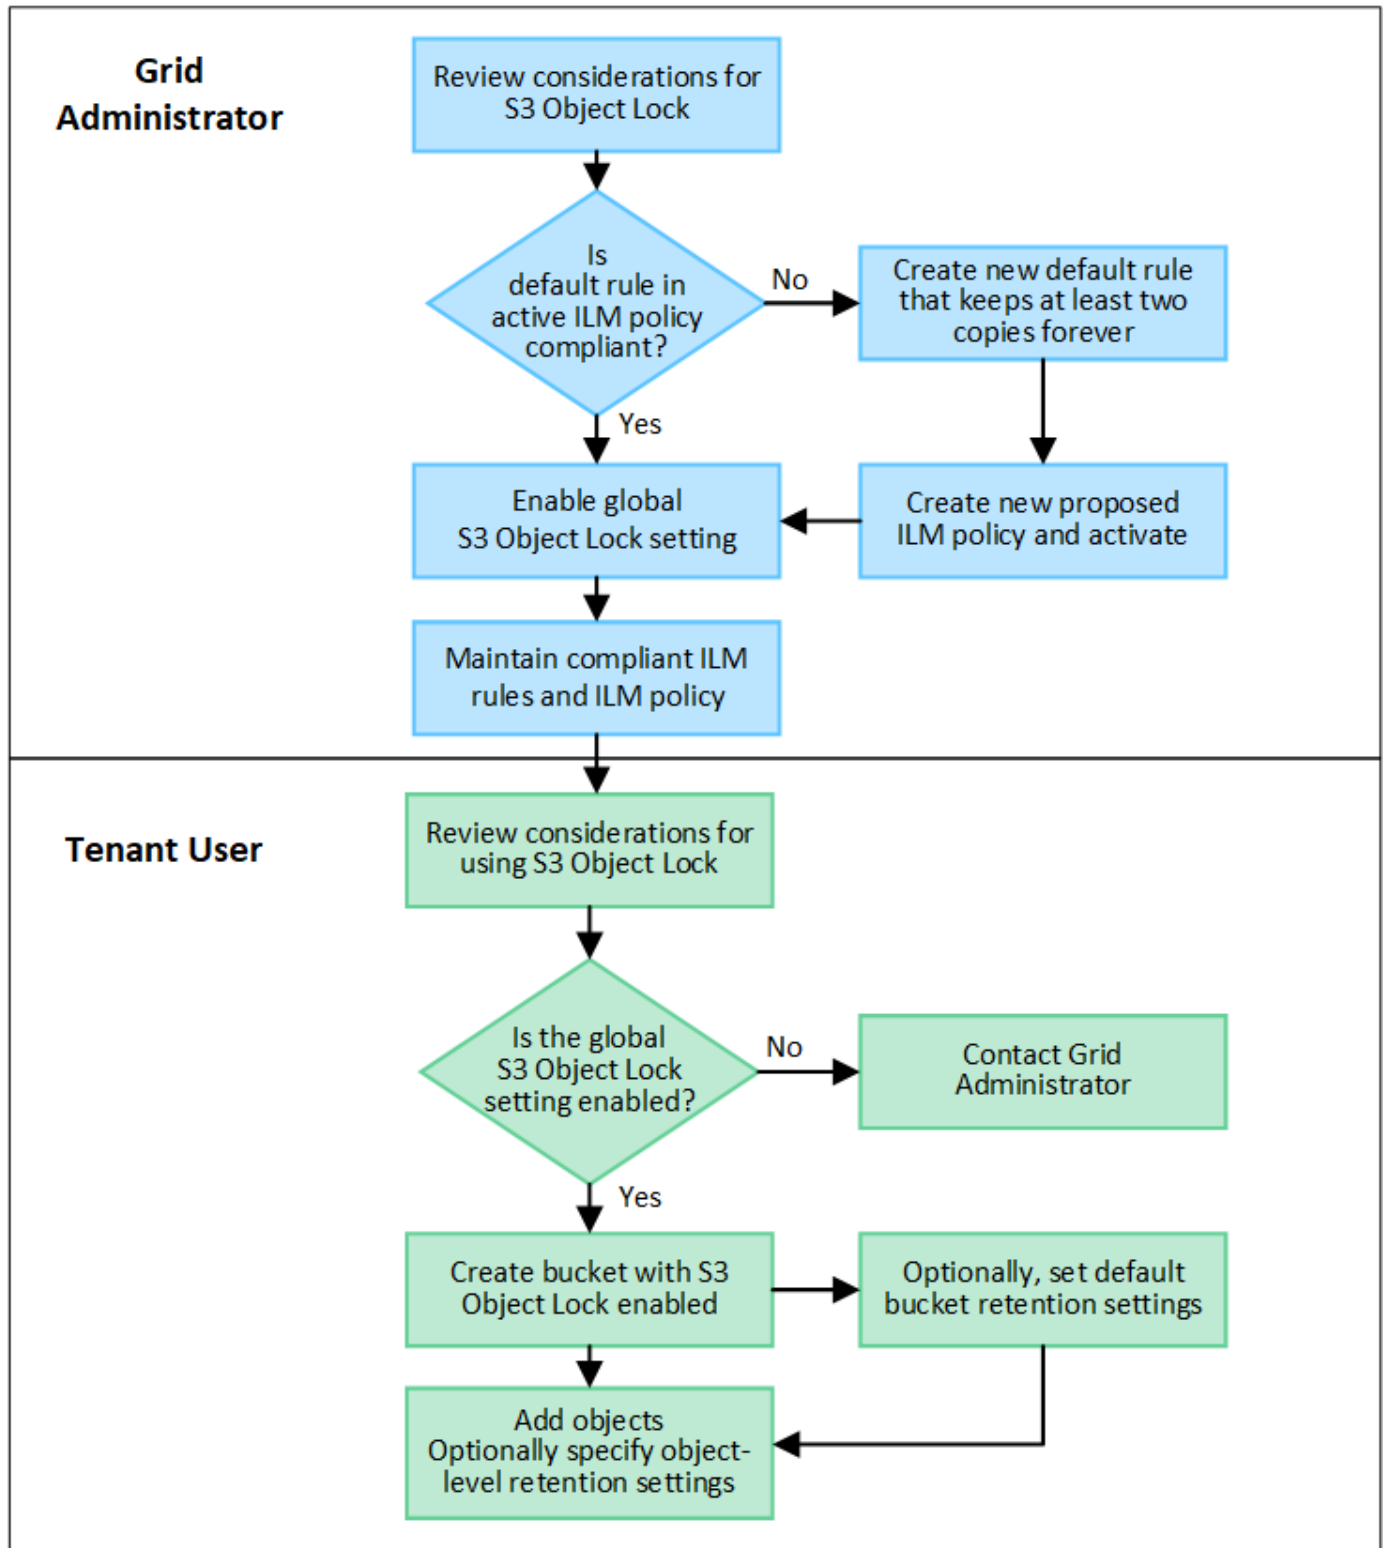 Grid
Administrator
Review considerations for
S3 Object Lock
Is
default rule in
active ILM policy
compliant?
No
Create new default rule
that keeps at least two
copies forever
Yes
Enable global
S3 Object Lock setting
Create new proposed
ILM policy and activate
Maintain compliant ILM
rules and ILM policy
Tenant User
Review considerations for
using S3 Object Lock
Is the global
S3 Object Lock
setting enabled?
No
Contact Grid
Administrator
Yes
Create bucket with S3
Object Lock enabled
Optionally, set default
bucket retention settings
Add objects
Optionally specify object-
level retention settings